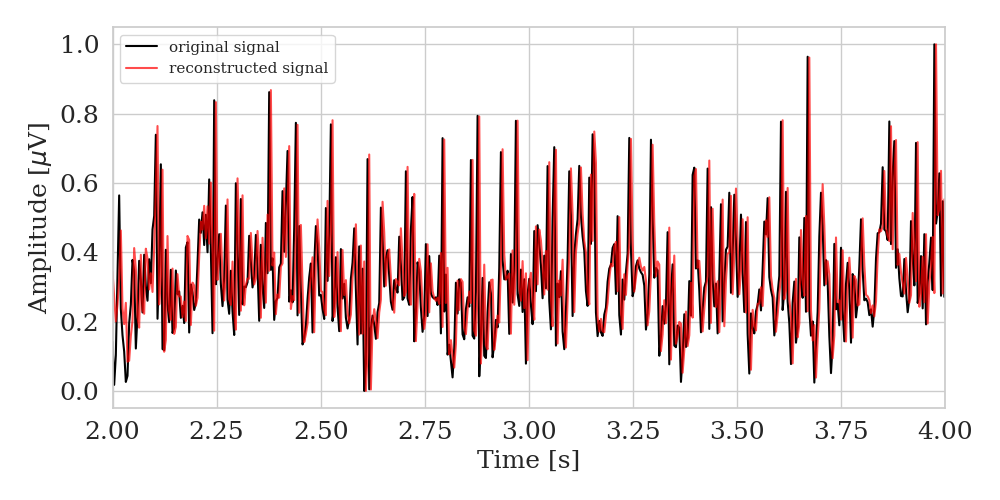 original signal
reconstructed signal
Amplitude [μV]
1.0
0.8
0.6
0.4
0.2
0.0
2.00 2.25 2.50 2.75 3.00 3.25 3.50 3.75 4.00
Time [s]